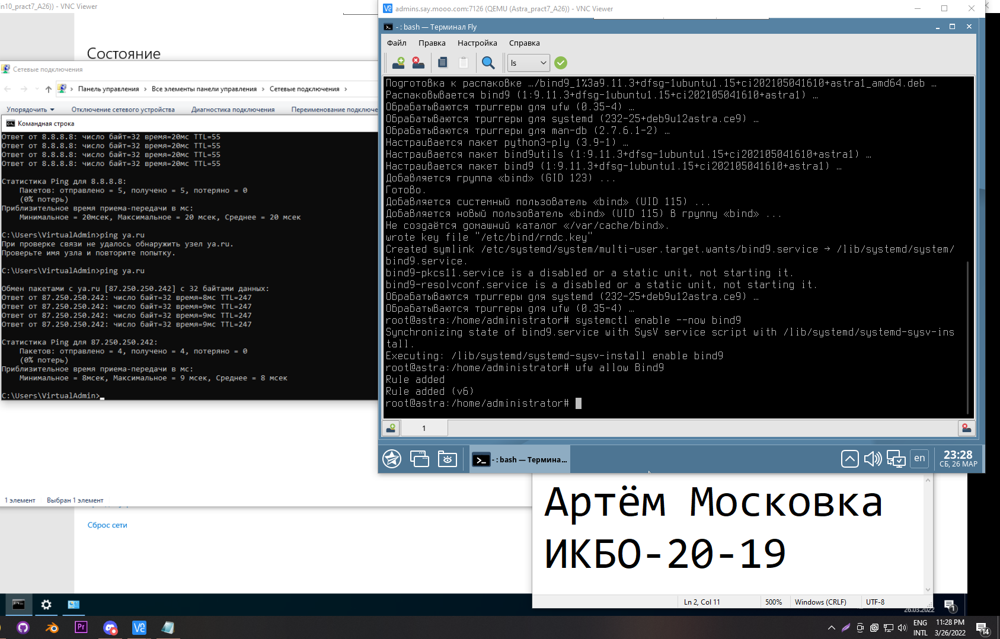 in10_pract7_A26)) - VNC Viewer
Состояние
Сетевые подключения
Панель управления
Все элементы панели управления
Сетевые подключения
Упорядочить
Отключение сетевого устройства
Диагностика подключения
Переименование подключе
Командная строка
Ответ от 8.8.8.8: число байт=32 время=20мс TTL=55
Ответ от 8.8.8.8: число байт=32 время=20мс TTL=55
Ответ от 8.8.8.8: число байт=32 время=20мс TTL=55
Ответ от 8.8.8.8: число байт=32 время=20мс TTL=55
Статистика Ping для 8.8.8.8:
Пакетов: отправлено = 5, получено = 5, потеряно = 0
(0% потерь)
Приблизительное время приема-передачи в мс:
Минимальное = 20мсек, Максимальное = 20 мсек, Среднее = 20 мсек
C:\Users\VirtualAdmin>ping ya.ru
При проверке связи не удалось обнаружить узел ya.ru.
Проверьте имя узла и повторите попытку.
C:\Users\VirtualAdmin>ping ya.ru
Обмен пакетами с ya.ru [87.250.250.242] с 32 байтами данных:
Ответ от 87.250.250.242: число байт=32 время=8мс TTL=247
Ответ от 87.250.250.242: число байт=32 время=9мс TTL=247
Ответ от 87.250.250.242: число байт=32 время=9мс TTL=247
Ответ от 87.250.250.242: число байт=32 время=9мс TTL=247
Статистика Ping для 87.250.250.242:
Пакетов: отправлено = 4, получено = 4, потеряно = 0
(0% потерь)
Приблизительное время приема-передачи в мс:
Минимальное = 8мсек, Максимальное = 9 мсек, Среднее = 8 мсек
C:\Users\VirtualAdmin>
1 элемент
Выбран 1 элемент
Сброс сети
admins.say.mooo.com:7126 (QEMU (Astra_pract7_A26)) - VNC Viewer
- : bash — Терминал Fly
Файл Правка Настройка Справка
ls
Подготовка к распаковке …/bind9_1%3a9.11.3+dfsg-1ubuntu1.15+ci202105041610+astra1_amd64.deb …
Распаковывается bind9 (1:9.11.3+dfsg-1ubuntu1.15+ci202105041610+astra1) …
Обрабатываются триггеры для ufw (0.35-4) …
Обрабатываются триггеры для systemd (232-25+deb9u12astra.ce9) …
Обрабатываются триггеры для man-db (2.7.6.1-2) …
Настраивается пакет python3-ply (3.9-1) …
Настраивается пакет bind9utils (1:9.11.3+dfsg-1ubuntu1.15+ci202105041610+astra1) …
Настраивается пакет bind9 (1:9.11.3+dfsg-1ubuntu1.15+ci202105041610+astra1) …
Добавляется группа «bind» (GID 123) ...
Готово.
Добавляется системный пользователь «bind» (UID 115) ...
Добавляется новый пользователь «bind» (UID 115) в группу «bind» ...
Не создаётся домашний каталог «/var/cache/bind».
wrote key file "/etc/bind/rndc.key"
Created symlink /etc/systemd/system/multi-user.target.wants/bind9.service → /lib/systemd/system/
bind9.service.
bind9-pkcs11.service is a disabled or a static unit, not starting it.
bind9-resolvconf.service is a disabled or a static unit, not starting it.
Обрабатываются триггеры для systemd (232-25+deb9u12astra.ce9) …
Обрабатываются триггеры для ufw (0.35-4) …
root@astra:/home/administrator# systemctl enable --now bind9
Synchronizing state of bind9.service with SysV service script with /lib/systemd/systemd-sysv-ins
tall.
Executing: /lib/systemd/systemd-sysv-install enable bind9
root@astra:/home/administrator# ufw allow Bind9
Rule added
Rule added (v6)
root@astra:/home/administrator#
1
- : bash — Термина...
en
23:28
СБ, 26 МАР
Артём Московка
ИКБО-20-19
Ln 2, Col 11
500%
Windows (CRLF)
UTF-8
26.03.2022
1
Pr
ENG
INTL
11:28 PM
3/26/2022
14